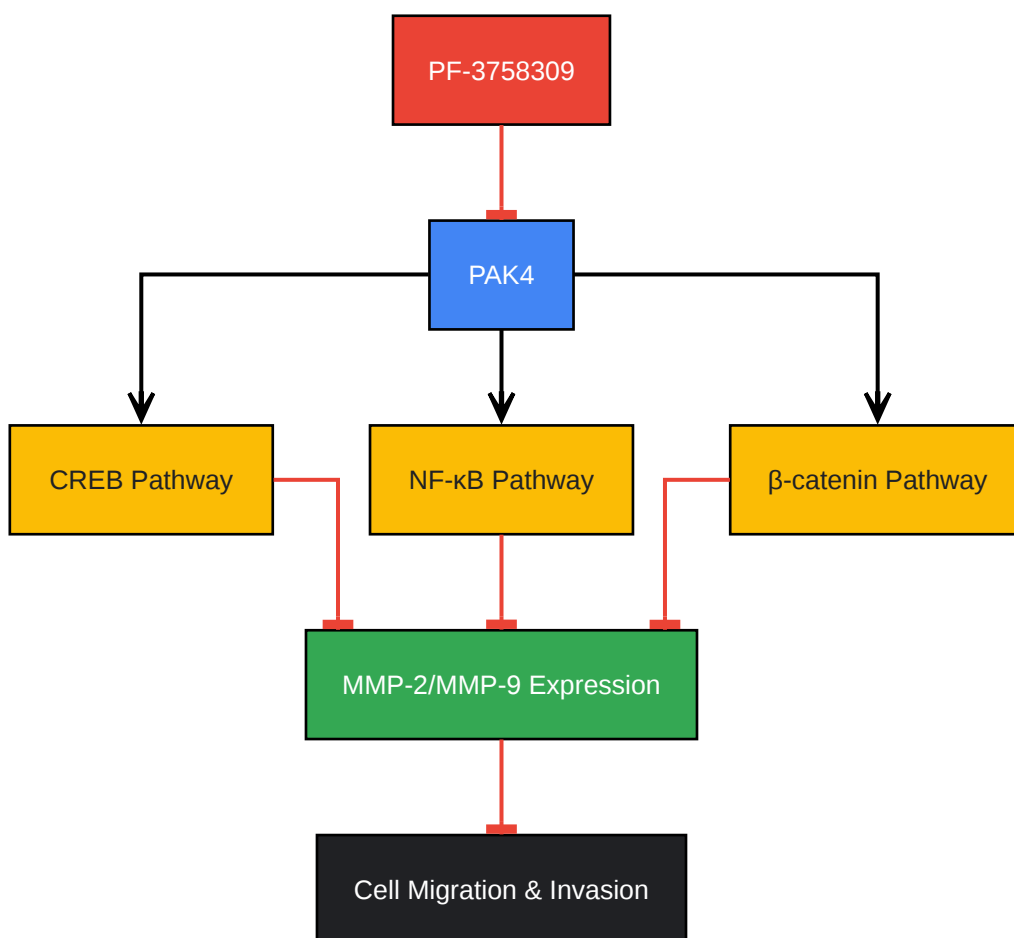 PF-3758309
PAK4
CREB Pathway
NF-κB Pathway
β-catenin Pathway
MMP-2/MMP-9 Expression
Cell Migration & Invasion